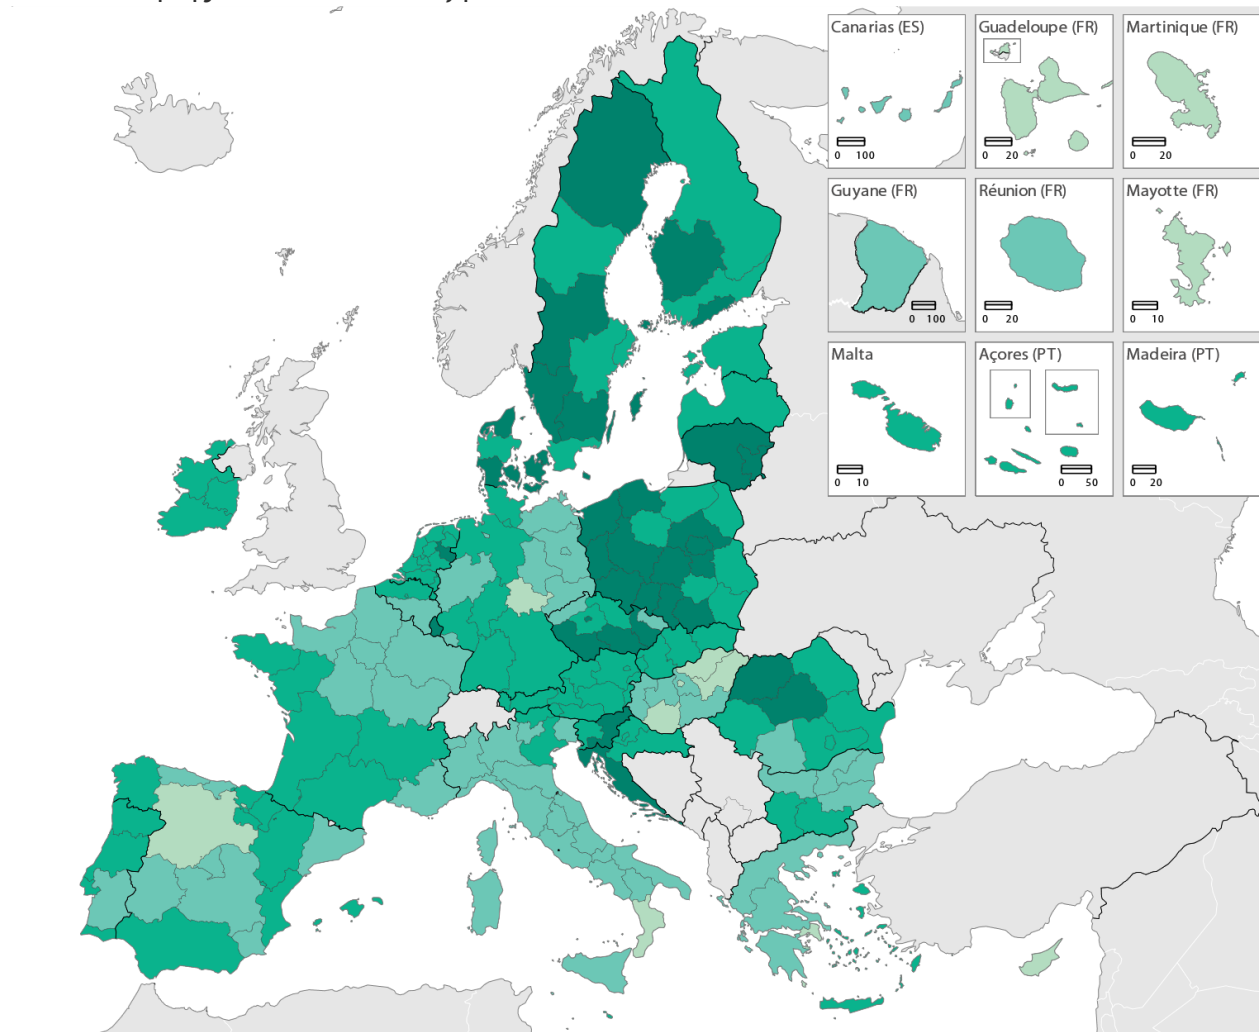 Canarias (ES)
0 100
Guadeloupe (FR)
0 20
Martinique (FR)
0 20
Guyane (FR)
0 100
Réunion (FR)
0 20
Mayotte (FR)
0 10
Malta
0 10
Açores (PT)
0 50
Madeira (PT)
0 20